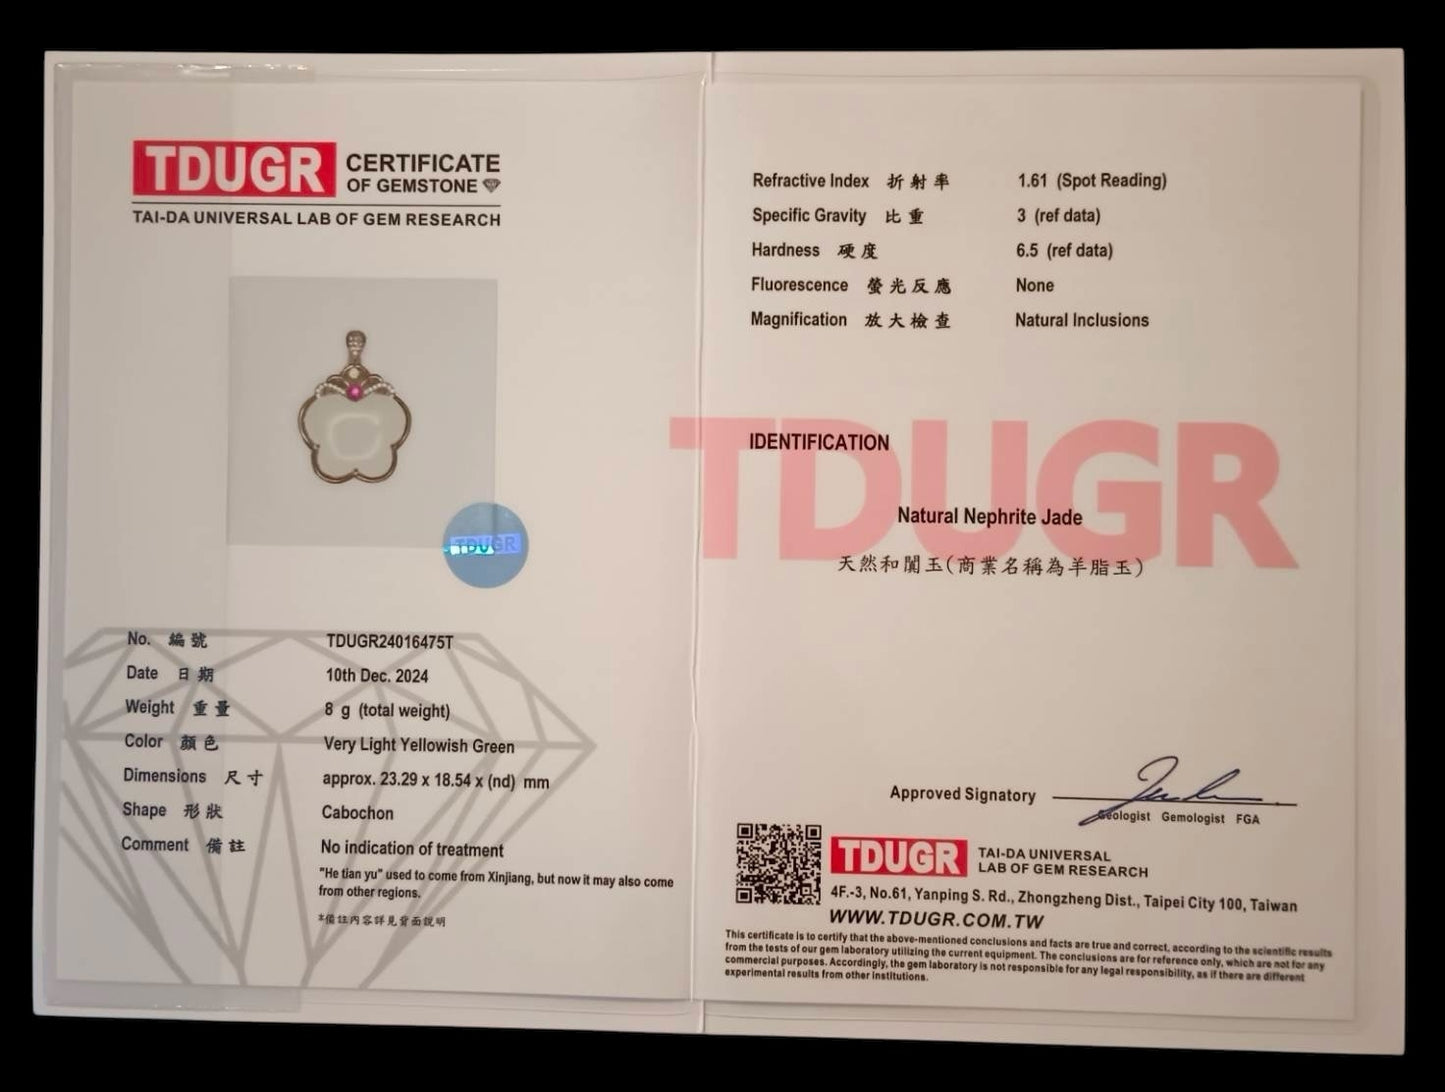 TDUGR CERTIFICATE
OF GEMSTONE
TAI-DA UNIVERSAL LAB OF GEM RESEARCH
TDUGR
No. 編號 TDUGR24016475T
Date 日期 10th Dec. 2024
Weight 重量 8 g (total weight)
Color 顏色 Very Light Yellowish Green
Dimensions 尺寸 approx. 23.29 x 18.54 x (nd) mm
Shape 形狀 Cabochon
Comment 備註 No indication of treatment
"He tian yu" used to come from Xinjiang, but now it may also come
from other regions.
*備註內容詳見背面說明
Refractive Index 折射率 1.61 (Spot Reading)
Specific Gravity 比重 3 (ref data)
Hardness 硬度 6.5 (ref data)
Fluorescence 螢光反應 None
Magnification 放大檢查 Natural Inclusions
TDUGR
IDENTIFICATION
Natural Nephrite Jade
天然和闐玉(商業名稱為羊脂玉)
Approved Signatory
Geologist Gemologist FGA
TDUGR TAI-DA UNIVERSAL
LAB OF GEM RESEARCH
4F.-3, No.61, Yanping S. Rd., Zhongzheng Dist., Taipei City 100, Taiwan
WWW.TDUGR.COM.TW
This certificate is to certify that the above-mentioned conclusions and facts are true and correct, according to the scientific results
from the tests of our gem laboratory utilizing the current equipment. The conclusions are for reference only, which are not for any
commercial purposes. Accordingly, the gem laboratory is not responsible for any legal responsibility, as if there are different
experimental results from other institutions.